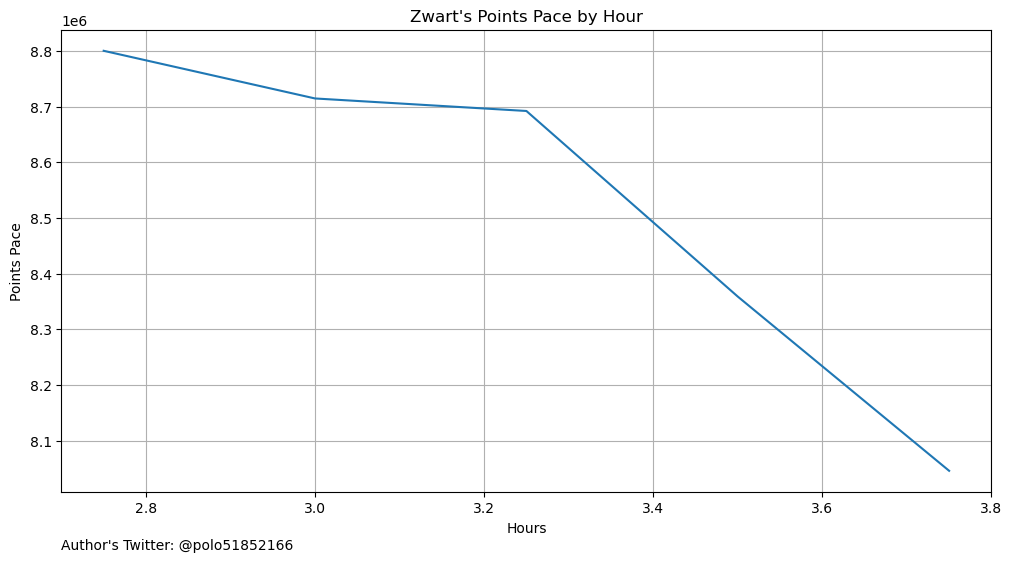 Zwart's Points Pace by Hour
1e6
8.8
8.7
8.6
8.5
8.4
8.3
8.2
8.1
Points Pace
2.8 3.0 3.2 3.4 3.6 3.8
Hours
Author's Twitter: @polo51852166